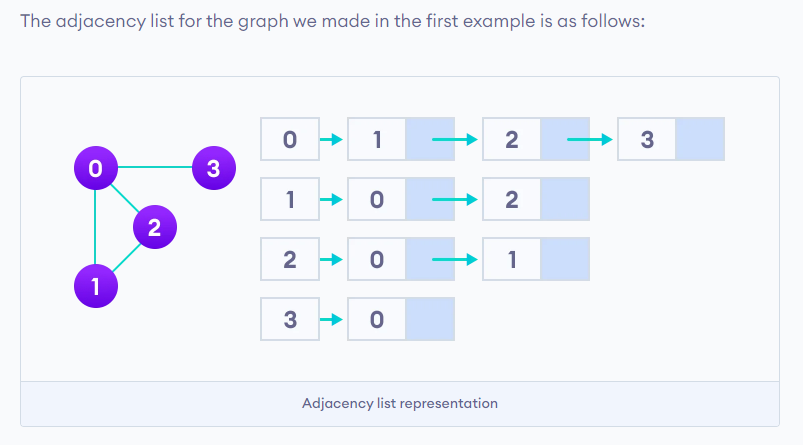 The adjacency list for the graph we made in the first example is as follows:
0 3
2
1
0 1 2 3
1 0 2
2 0 1
3 0
Adjacency list representation